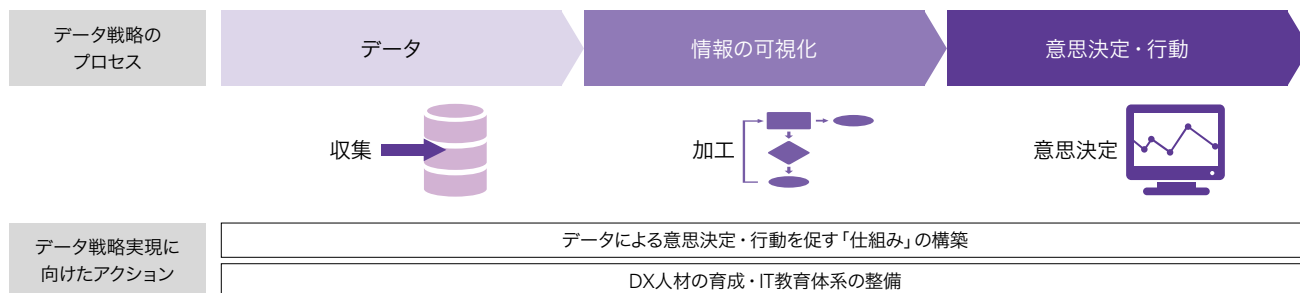 データ戦略の
プロセス
データ
情報の可視化
意思決定・行動
収集
加工
意思決定
データ戦略実現に
向けたアクション
データによる意思決定・行動を促す「仕組み」の構築
DX人材の育成・IT教育体系の整備